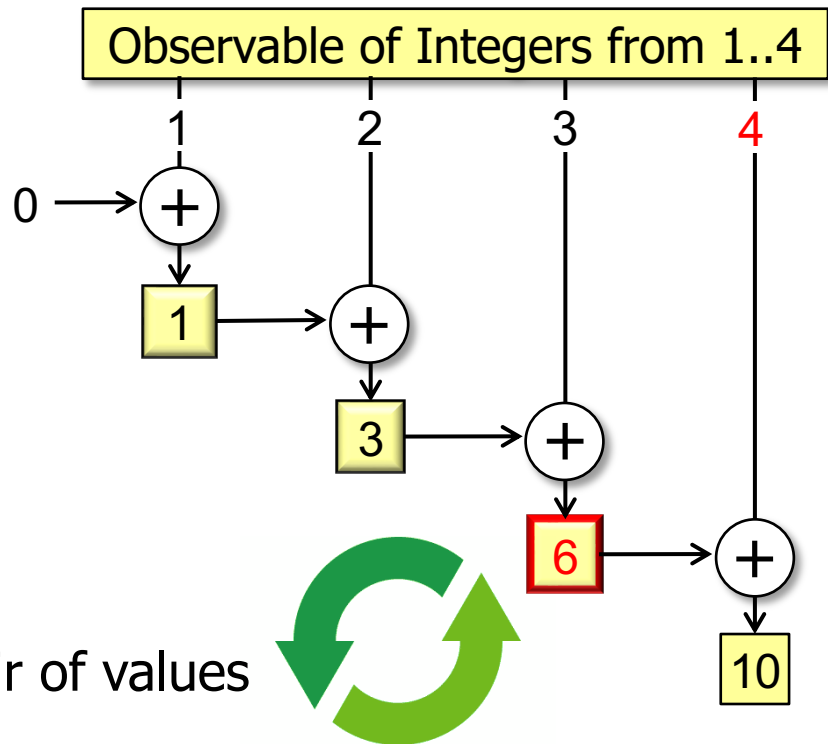 Observable of Integers from 1..4
1 2 3 4
0 +
1 +
3 +
6 +
r of values
10